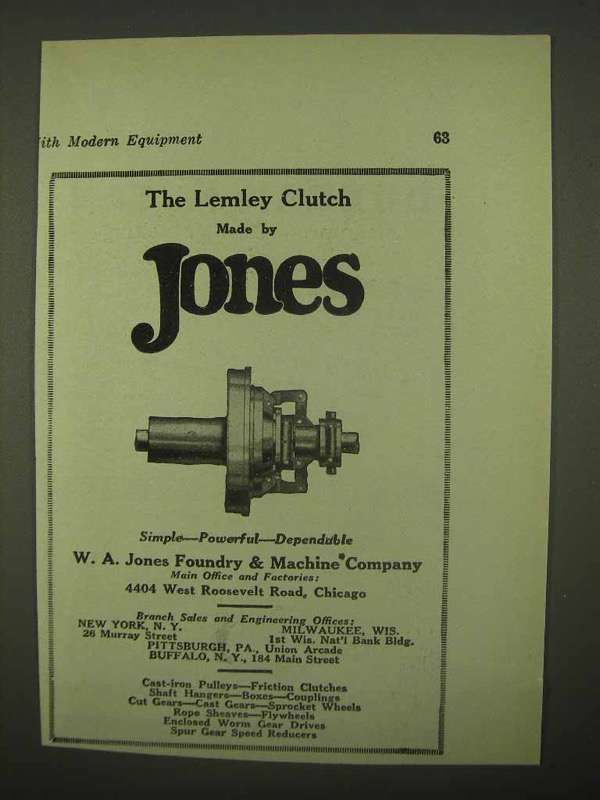 ith Modern Equipment 63
The Lemley Clutch
Made by
Jones
Simple—Powerful—Dependable
W. A. Jones Foundry & Machine Company
Main Office and Factories:
4404 West Roosevelt Road, Chicago
Branch Sales and Engineering Offices:
NEW YORK, N. Y.
26 Murray Street
MILWAUKEE, WIS.
1st Wis. Nat'l Bank Bldg.
PITTSBURGH, PA., Union Arcade
BUFFALO, N. Y., 184 Main Street
Cast-iron Pulleys—Friction Clutches
Shaft Hangers—Boxes—Couplings
Cut Gears—Cast Gears—Sprocket Wheels
Rope Sheaves—Flywheels
Enclosed Worm Gear Drives
Spur Gear Speed Reducers